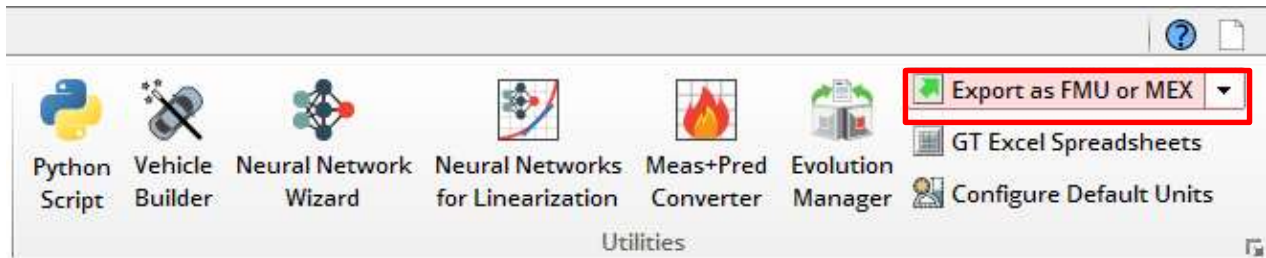 Python
Script
Vehicle
Builder
Neural Network
Wizard
Neural Networks
for Linearization
Meas+Pred
Converter
Evolution
Manager
Export as FMU or MEX
GT Excel Spreadsheets
Configure Default Units
Utilities